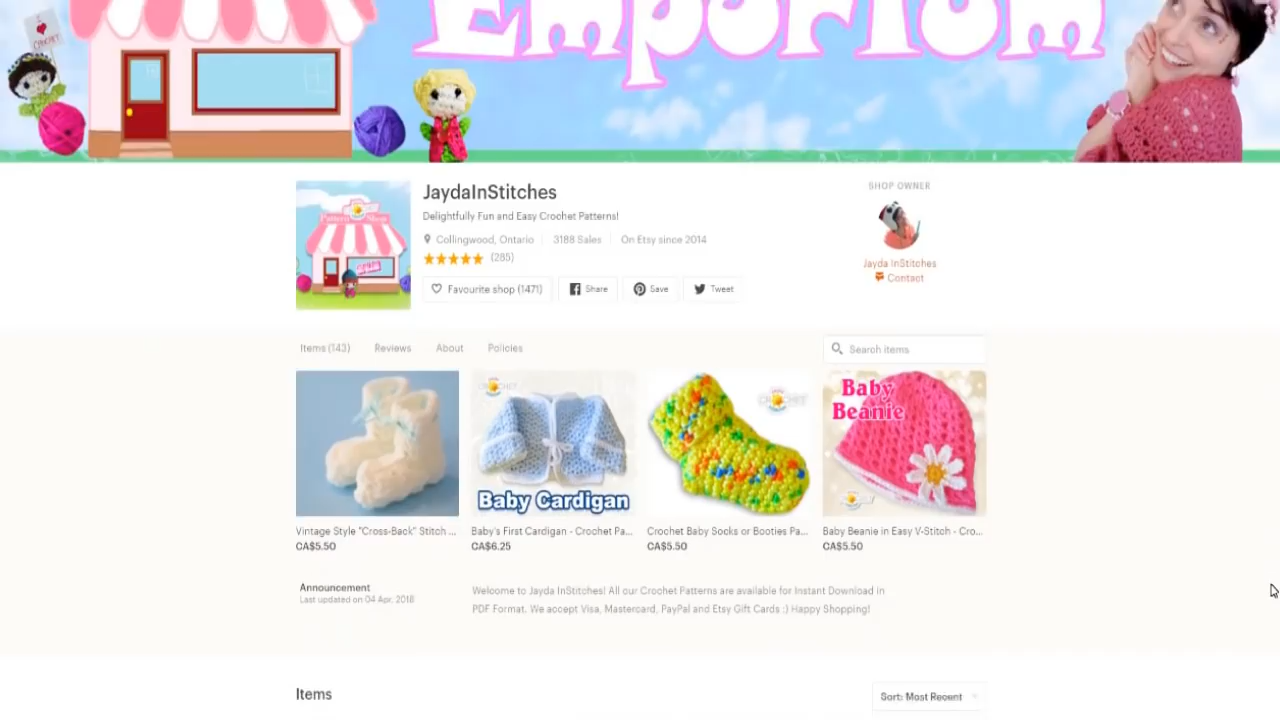 Emporium
CROCHET
JaydaInStitches
SHOP OWNER
Delightfully Fun and Easy Crochet Patterns!
Collingwood, Ontario
3188 Sales
On Etsy since 2014
(285)
Pattern Shop
Jayda InStitches
Contact
Favourite shop (1471)
Share
Save
Tweet
Items (143)
Reviews
About
Policies
Search items
CROCHET
CROCHET
Baby
Beanie
Baby Cardigan
Vintage Style "Cross-Back" Stitch ...
Baby's First Cardigan - Crochet Pa...
Crochet Baby Socks or Booties Pa...
Baby Beanie in Easy V-Stitch - Cro...
CA$5.50
CA$6.25
CA$5.50
CA$5.50
Announcement
Last updated on 04 Apr, 2018
Welcome to Jayda InStitches! All our Crochet Patterns are available for Instant Download in
PDF Format. We accept Visa, Mastercard, PayPal and Etsy Gift Cards :) Happy Shopping!
Items
Sort: Most Recent